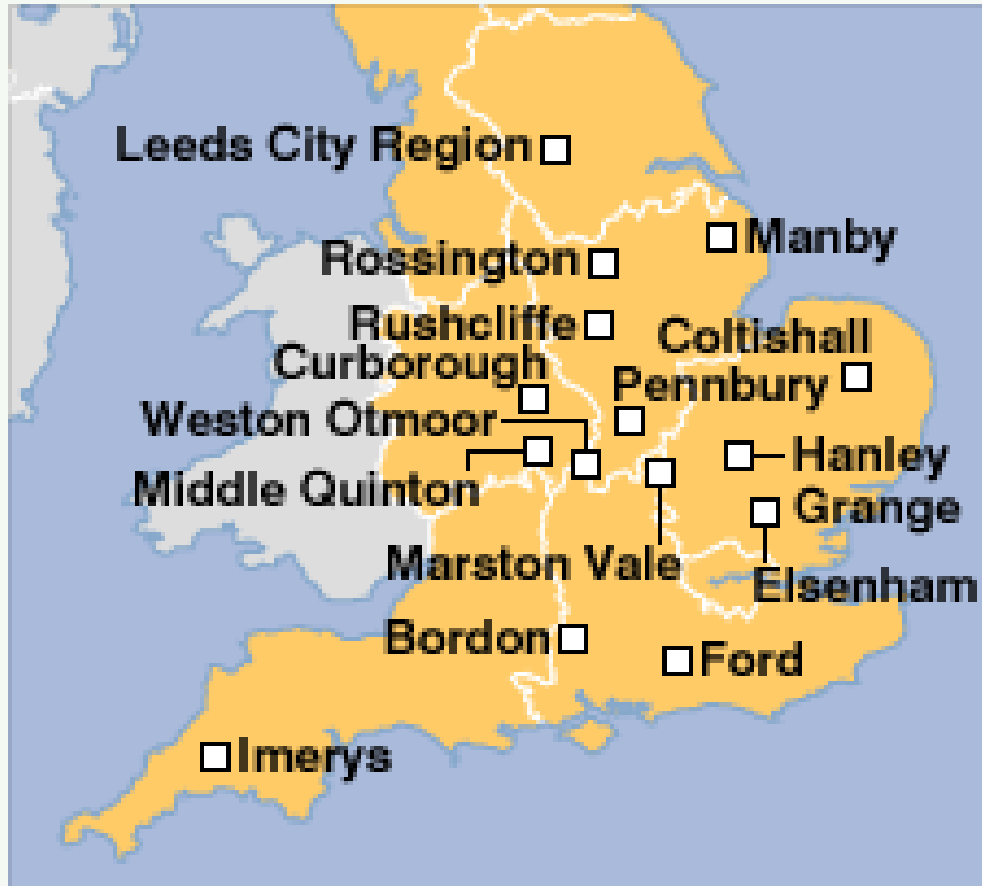 Leeds City Region
Manby
Rossington
Rushcliffe
Coltishall
Curborough
Pennbury
Weston Otmoor
Hanley
Grange
Middle Quinton
Marston Vale
Elsenham
Bordon
Ford
Imerys